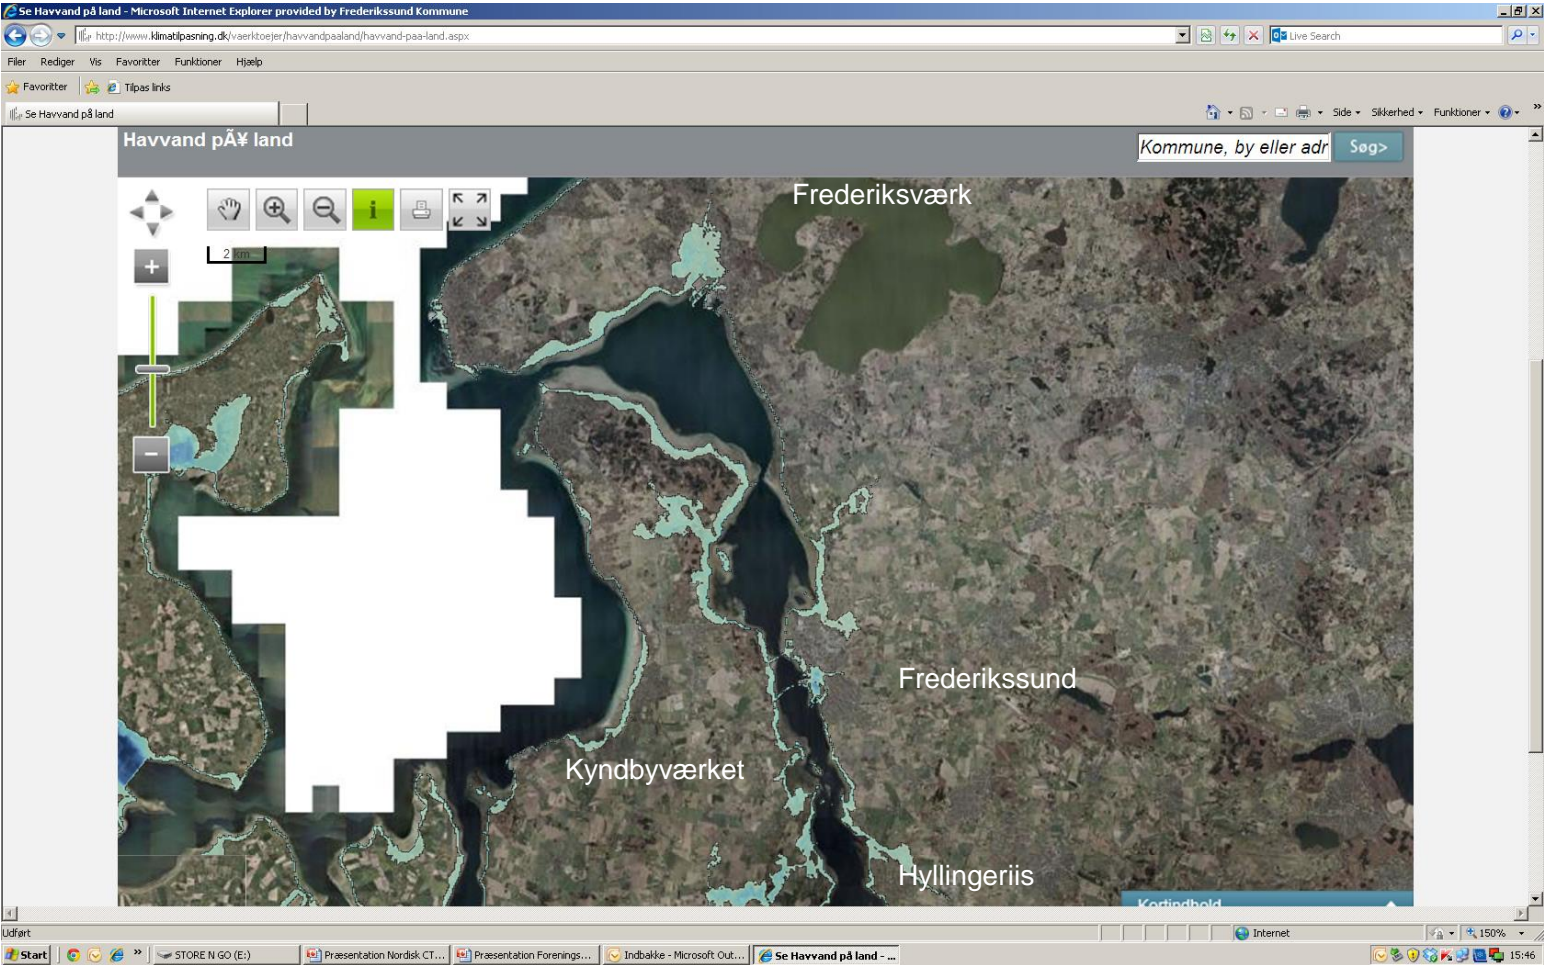 Se Havvand på land - Microsoft Internet Explorer provided by Frederikssund Kommune
http://www.klimatilpasning.dk/vaerktoejer/havvandpaaland/havvand-paa-land.aspx
Live Search
Filer Rediger Vis Favoritter Funktioner Hjælp
Favoritter Tilpas links
Se Havvand på land
Side Sikkerhed Funktioner
Havvand pÃ¥ land
Kommune, by eller adr
Søg>
Frederiksværk
2 km
Frederikssund
Kyndbyværket
Hyllingeriis
Kortindhold
Udført
Internet
150%
Start
STORE N GO (E:)
Præsentation Nordisk CT...
Præsentation Forenings...
Indbakke - Microsoft Out...
Se Havvand på land - ...
15:46